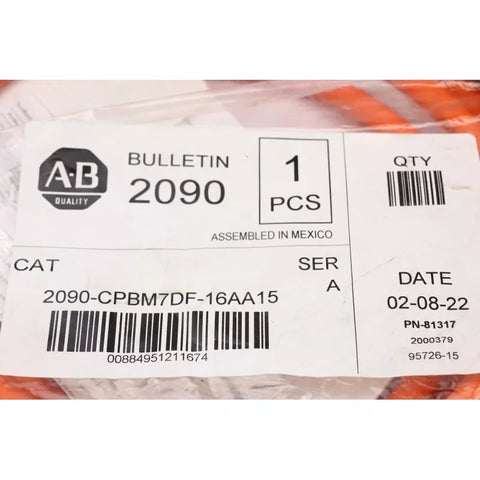 A-B
QUALITY
BULLETIN
2090
1
PCS
ASSEMBLED IN MEXICO
QTY
CAT
SER
2090-CPBM7DF-16AA15
A
00884951211674
DATE
02-08-22
PN-81317
2000379
95726-15